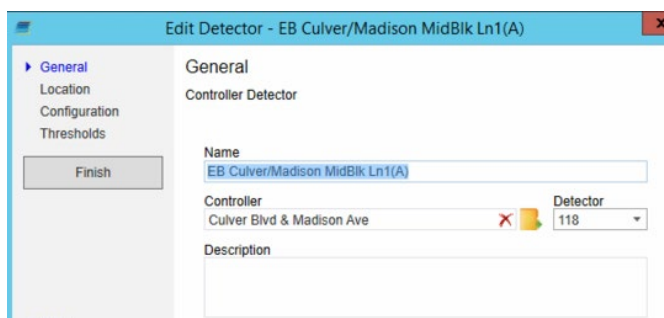 Edit Detector - EB Culver/Madison MidBlk Ln1(A)
x
General
Location
Configuration
Thresholds
Finish
General
Controller Detector
Name
EB Culver/Madison MidBlk Ln1(A)
Controller
Detector
Culver Blvd & Madison Ave
118
Description